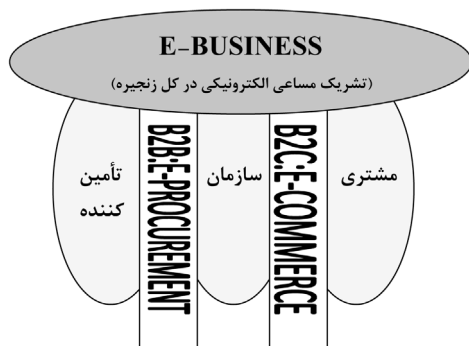 E-BUSINESS
(تشریک مساعی الکترونیکی در کل زنجیره)
مشتری
B2C:E-COMMERCE
سازمان
B2B:E-PROCUREMENT
تأمین
کننده